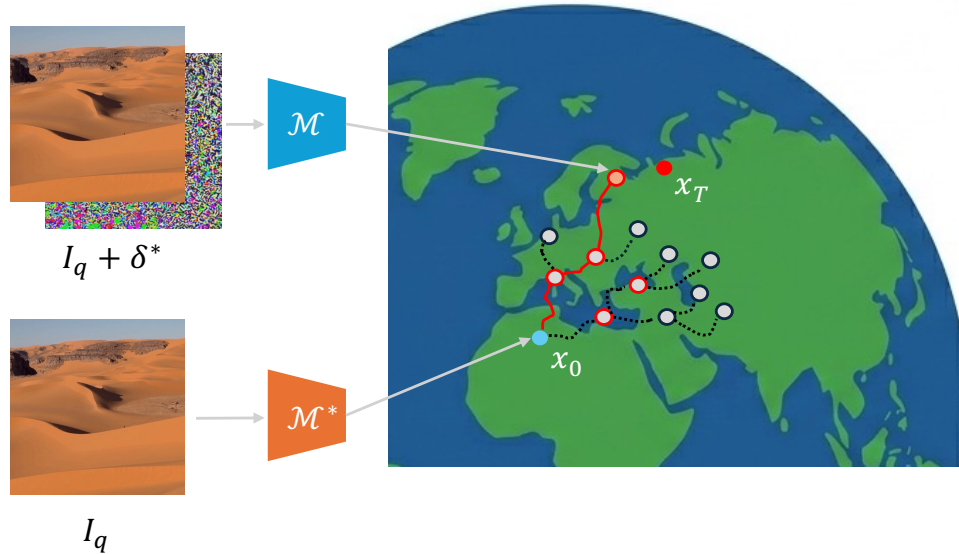 ℳ
x_T
I_q + δ*
x_0
ℳ*
I_q